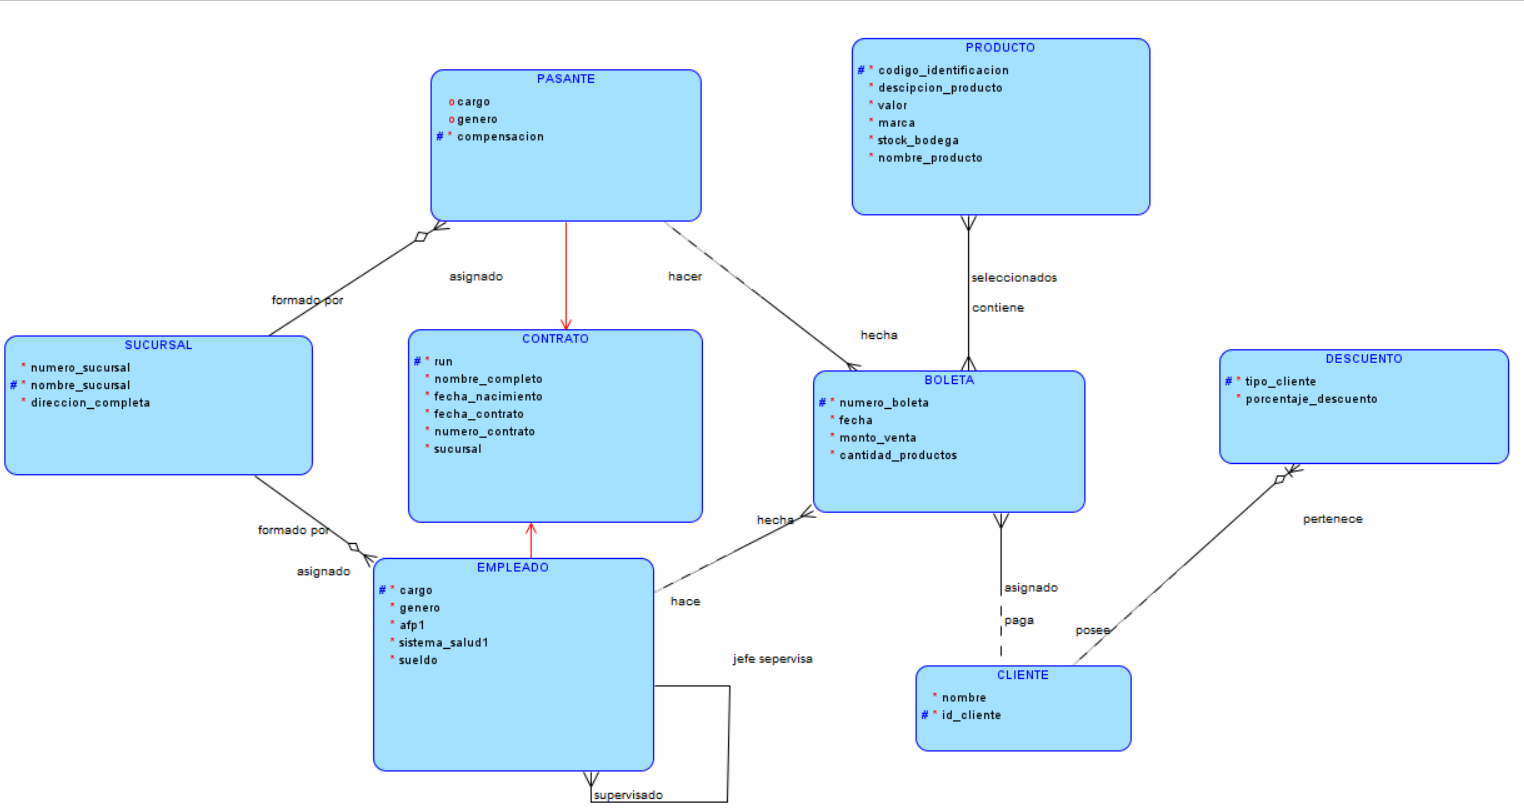 PRODUCTO
# * codigo_identificacion
* descipcion_producto
* valor
* marca
* stock_bodega
* nombre_producto
PASANTE
o cargo
o genero
# * compensacion
asignado
hacer
seleccionados
formado por
contiene
hecha
SUCURSAL
* numero_sucursal
# * nombre_sucursal
* direccion_completa
CONTRATO
# * run
* nombre_completo
* fecha_nacimiento
* fecha_contrato
* numero_contrato
* sucursal
BOLETA
# * numero_boleta
* fecha
* monto_venta
* cantidad_productos
DESCUENTO
# * tipo_cliente
* porcentaje_descuento
formado por
asignado
hecha
pertenece
EMPLEADO
# * cargo
* genero
* afp1
* sistema_salud1
* sueldo
hace
asignado
paga
posee
jefe sepervisa
supervisado
CLIENTE
* nombre
# * id_cliente